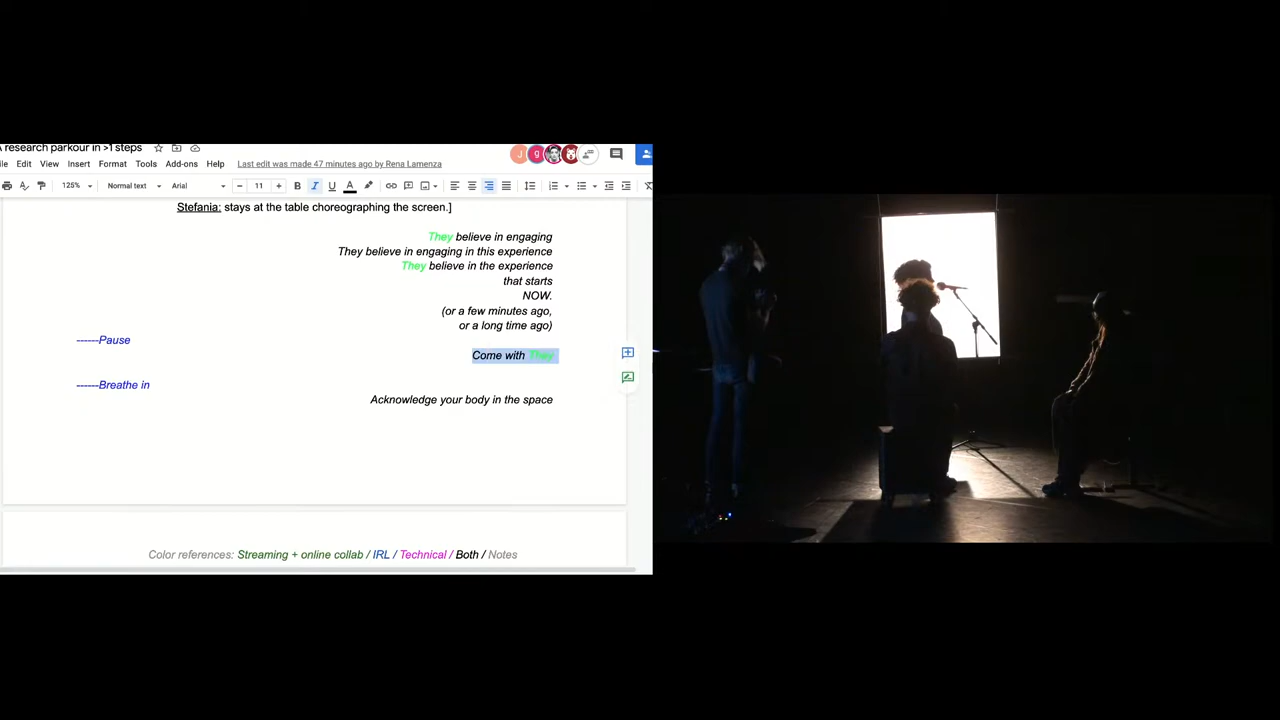 A research parkour in >1 steps
ile Edit View Insert Format Tools Add-ons Help Last edit was made 47 minutes ago by Rena Lamenza
125% Normal text Arial 11 B I U A
Stefania: stays at the table choreographing the screen.]
They believe in engaging
They believe in engaging in this experience
They believe in the experience
that starts
NOW.
(or a few minutes ago,
or a long time ago)
------Pause
Come with They
------Breathe in
Acknowledge your body in the space
Color references: Streaming + online collab / IRL / Technical / Both / Notes